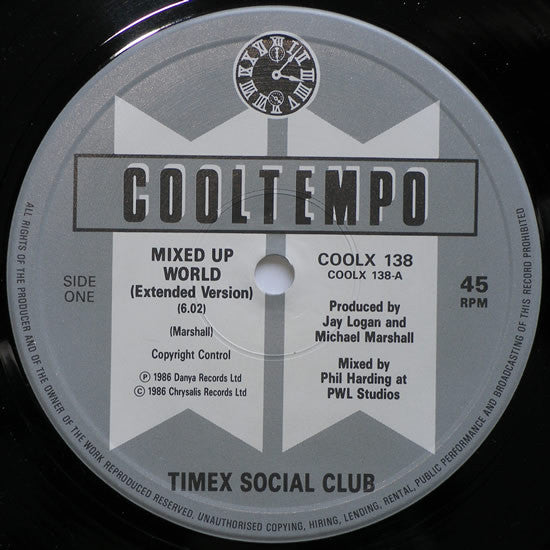 COOLTEMPO
MIXED UP
WORLD
(Extended Version)
(6.02)
(Marshall)
Copyright Control
Ⓟ 1986 Danya Records Ltd
© 1986 Chrysalis Records Ltd
SIDE
ONE
COOLX 138
COOLX 138-A
Produced by
Jay Logan and
Michael Marshall
Mixed by
Phil Harding at
PWL Studios
45
RPM
TIMEX SOCIAL CLUB
ALL RIGHTS OF THE PRODUCER AND OF THE OWNER OF THE WORK REPRODUCED RESERVED. UNAUTHORISED COPYING, HIRING, LENDING, RENTAL, PUBLIC PERFORMANCE AND BROADCASTING OF THIS RECORD PROHIBITED